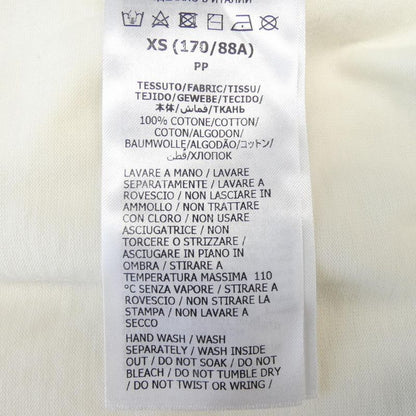 XS (170/88A)
PP
TESSUTO/FABRIC/TISSU/
TEJIDO/GEWEBE/TECIDO/
本体/قماش/ТКАНЬ
100% COTONE/COTTON/
COTON/ALGODON/
BAUMWOLLE/ALGODÃO/コットン/
قطن/ХЛОПОК
LAVARE A MANO / LAVARE
SEPARATAMENTE / LAVARE A
ROVESCIO / NON LASCIARE IN
AMMOLLO / NON TRATTARE
CON CLORO / NON USARE
ASCIUGATRICE / NON
TORCERE O STRIZZARE /
ASCIUGARE IN PIANO IN
OMBRA / STIRARE A
TEMPERATURA MASSIMA 110
°C SENZA VAPORE / STIRARE A
ROVESCIO / NON STIRARE LA
STAMPA / NON LAVARE A
SECCO
HAND WASH / WASH
SEPARATELY / WASH INSIDE
OUT / DO NOT SOAK / DO NOT
BLEACH / DO NOT TUMBLE DRY
/ DO NOT TWIST OR WRING /